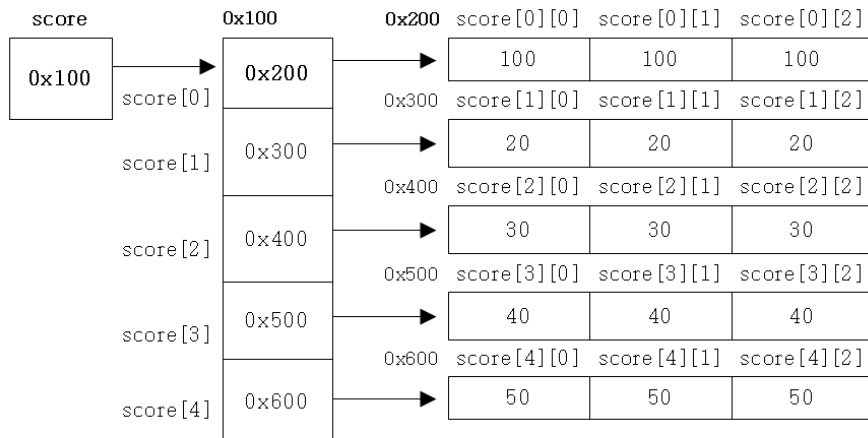 score 0x100 0x200 score[0][0] score[0][1] score[0][2]
0x100 0x200 100 100 100
score[0] 0x300 score[1][0] score[1][1] score[1][2]
score[1] 0x300 20 20 20
0x400 score[2][0] score[2][1] score[2][2]
score[2] 0x400 30 30 30
0x500 score[3][0] score[3][1] score[3][2]
score[3] 0x500 40 40 40
0x600 score[4][0] score[4][1] score[4][2]
score[4] 0x600 50 50 50